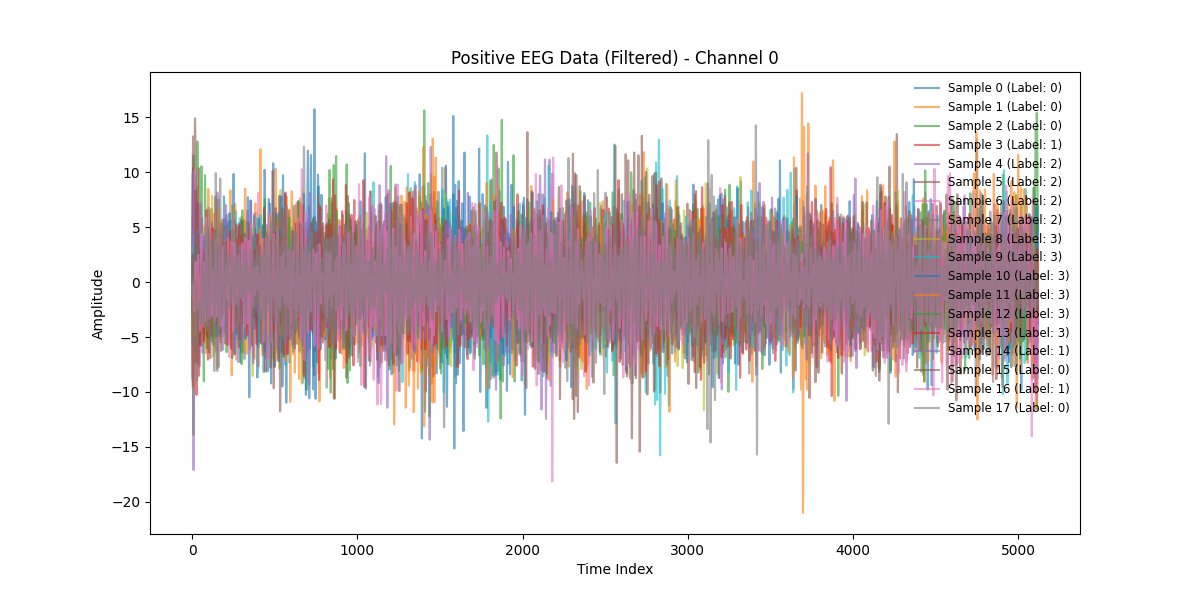 Positive EEG Data (Filtered) - Channel 0
Amplitude
15
10
5
0
−5
−10
−15
−20
Sample 0 (Label: 0)
Sample 1 (Label: 0)
Sample 2 (Label: 0)
Sample 3 (Label: 1)
Sample 4 (Label: 2)
Sample 5 (Label: 2)
Sample 6 (Label: 2)
Sample 7 (Label: 2)
Sample 8 (Label: 3)
Sample 9 (Label: 3)
Sample 10 (Label: 3)
Sample 11 (Label: 3)
Sample 12 (Label: 3)
Sample 13 (Label: 3)
Sample 14 (Label: 1)
Sample 15 (Label: 0)
Sample 16 (Label: 1)
Sample 17 (Label: 0)
0
1000
2000
3000
4000
5000
Time Index